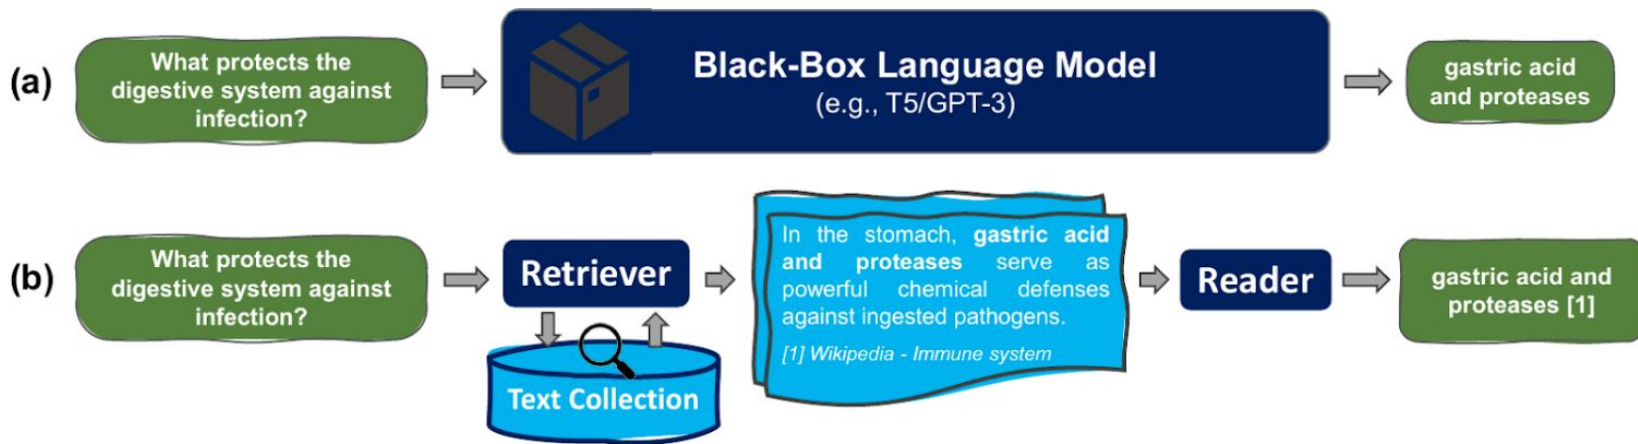 (a)
What protects the
digestive system against
infection?
Black-Box Language Model
(e.g., T5/GPT-3)
gastric acid
and proteases
(b)
What protects the
digestive system against
infection?
Retriever
Text Collection
In the stomach, gastric acid
and proteases serve as
powerful chemical defenses
against ingested pathogens.
[1] Wikipedia - Immune system
Reader
gastric acid and
proteases [1]